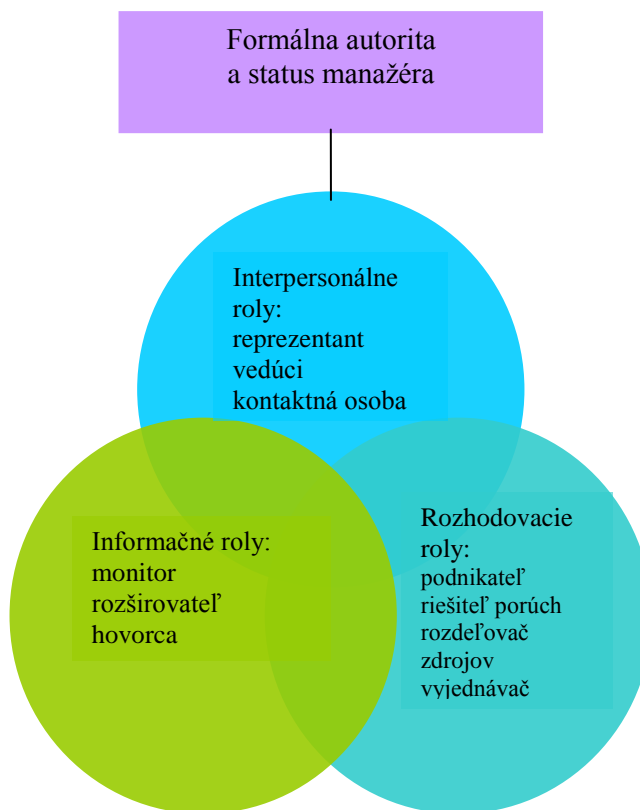 Formálna autorita
a status manažéra
Interpersonálne
roly:
reprezentant
vedúci
kontaktná osoba
Informačné roly:
monitor
rozširovateľ
hovorca
Rozhodovacie
roly:
podnikateľ
riešiteľ porúch
rozdeľovač
zdrojov
vyjednávač